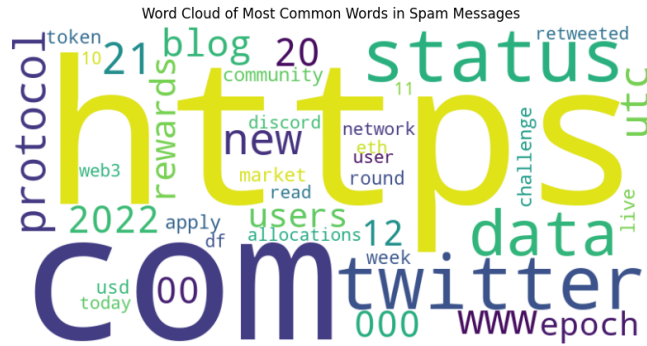 Word Cloud of Most Common Words in Spam Messages
token
blog
20
status
retweeted
10
21
community
protocol
https
11
utc
rewards
discord
new
network
eth
user
challenge
web3
market
round
read
live
2022
apply
users
data
df
allocations
12
com
week
twitter
usd
00
today
000
www
epoch